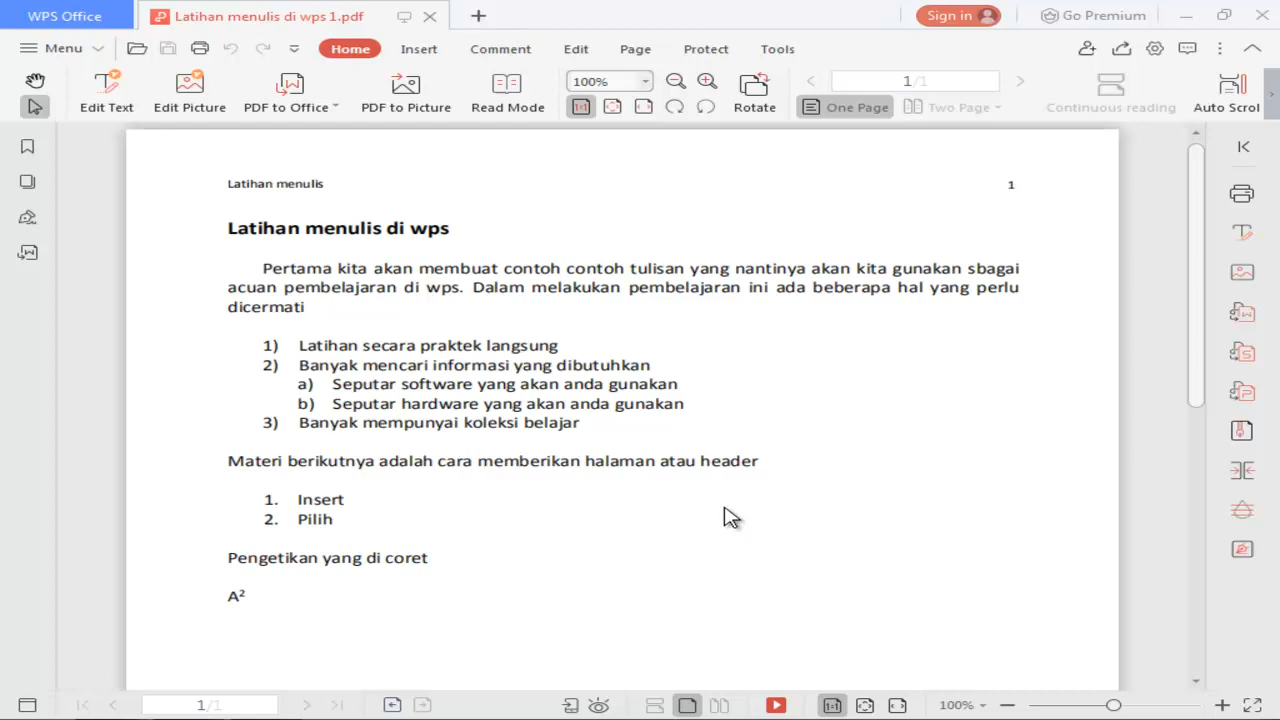 WPS Office
Latihan menulis di wps 1.pdf
Sign in
Go Premium
Menu
Home
Insert
Comment
Edit
Page
Protect
Tools
Edit Text
Edit Picture
PDF to Office
PDF to Picture
Read Mode
100%
Rotate
1/1
One Page
Two Page
Continuous reading
Auto Scrol
Latihan menulis 1
Latihan menulis di wps
Pertama kita akan membuat contoh contoh tulisan yang nantinya akan kita gunakan sbagai
acuan pembelajaran di wps. Dalam melakukan pembelajaran ini ada beberapa hal yang perlu
dicermati
1) Latihan secara praktek langsung
2) Banyak mencari informasi yang dibutuhkan
a) Seputar software yang akan anda gunakan
b) Seputar hardware yang akan anda gunakan
3) Banyak mempunyai koleksi belajar
Materi berikutnya adalah cara memberikan halaman atau header
1. Insert
2. Pilih
Pengetikan yang di coret
A²
1/1
100%